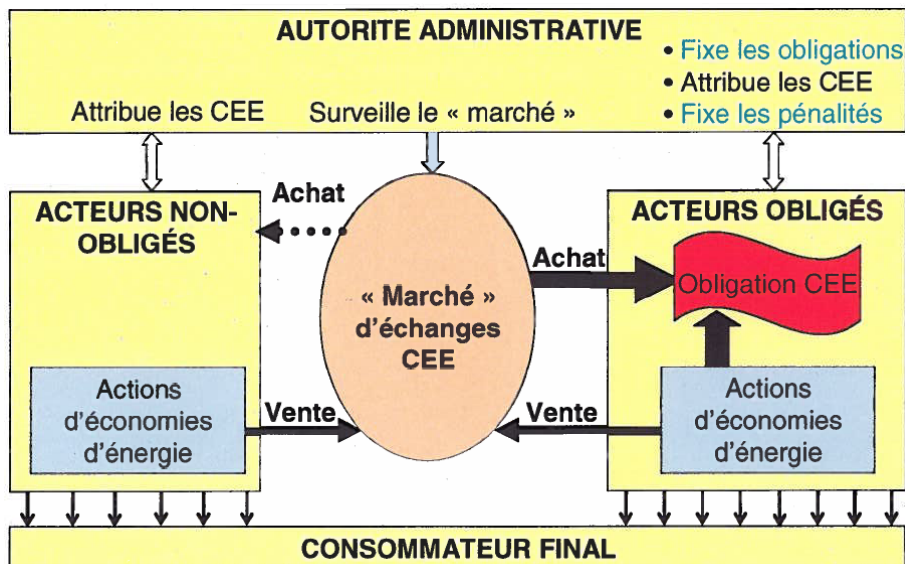 AUTORITE ADMINISTRATIVE
• Fixe les obligations
• Attribue les CEE
• Fixe les pénalités
Attribue les CEE
Surveille le « marché »
ACTEURS NON-
OBLIGÉS
Achat
ACTEURS OBLIGÉS
Achat
Obligation CEE
« Marché »
d'échanges
CEE
Actions
d'économies
d'énergie
Vente
Vente
Actions
d'économies
d'énergie
CONSOMMATEUR FINAL